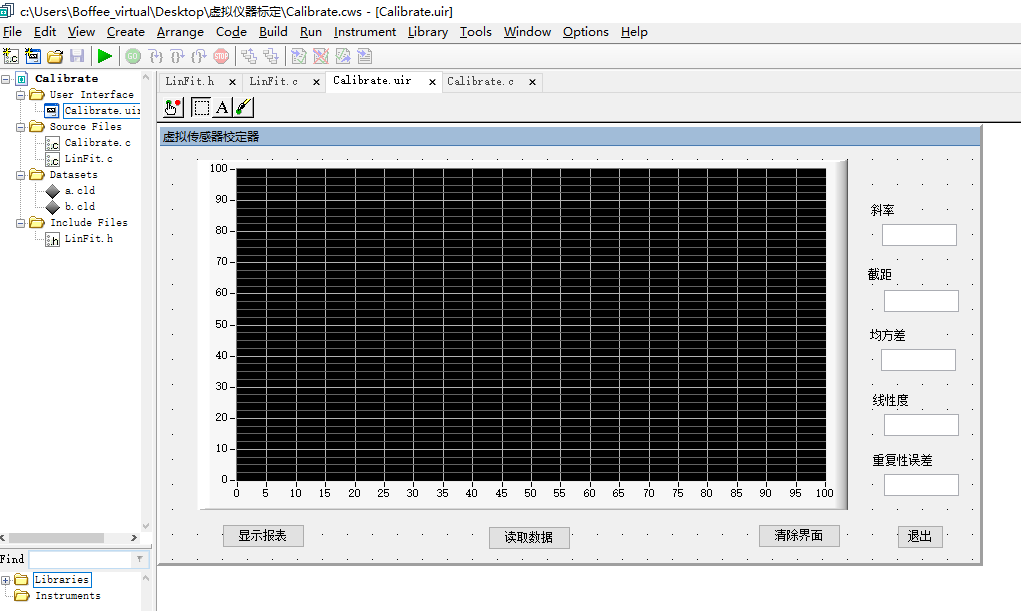 c:\Users\Boffee_virtual\Desktop\虚拟仪器标定\Calibrate.cws - [Calibrate.uir]
File Edit View Create Arrange Code Build Run Instrument Library Tools Window Options Help
GO STOP
Calibrate
User Interface
Calibrate.uir
Source Files
Calibrate.c
LinFit.c
Datasets
a.cld
b.cld
Include Files
LinFit.h
Find
Libraries
Instruments
LinFit.h × LinFit.c × Calibrate.uir × Calibrate.c ×
A
虚拟传感器校定器
100
90
80
70
60
50
40
30
20
10
0
0 5 10 15 20 25 30 35 40 45 50 55 60 65 70 75 80 85 90 95 100
斜率
截距
均方差
线性度
重复性误差
显示报表 读取数据 清除界面 退出